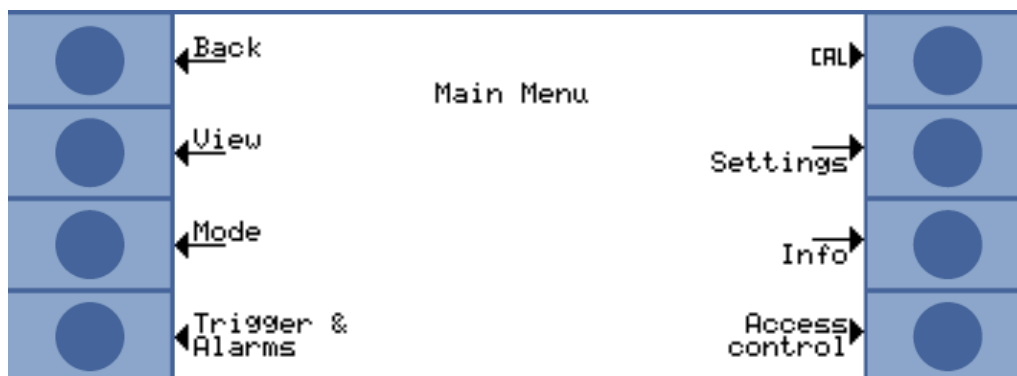 Back
CAL
Main Menu
View
Settings
Mode
Info
Trigger &
Alarms
Access
control